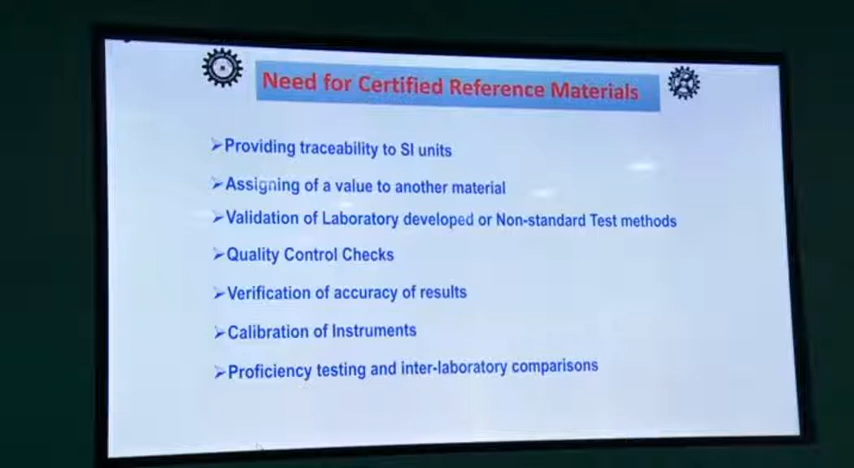 Need for Certified Reference Materials
➢Providing traceability to SI units
➢Assigning of a value to another material
➢Validation of Laboratory developed or Non-standard Test methods
➢Quality Control Checks
➢Verification of accuracy of results
➢Calibration of Instruments
➢Proficiency testing and inter-laboratory comparisons